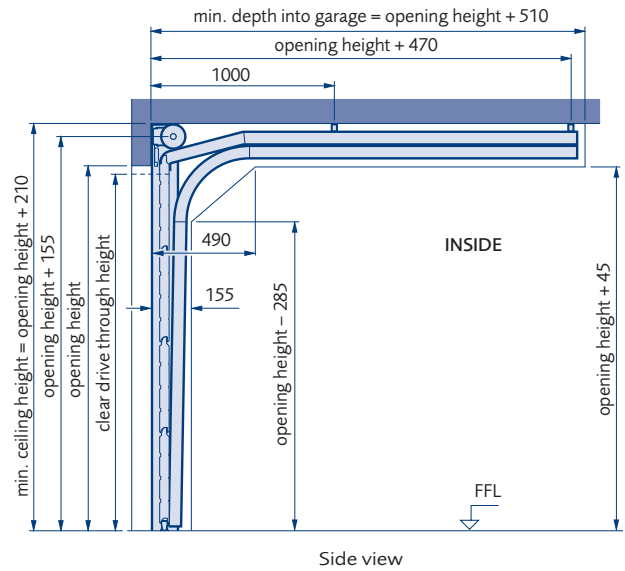 min. depth into garage = opening height + 510
opening height + 470
1000
min. ceiling height = opening height + 210
opening height + 155
opening height
clear drive through height
490
155
opening height – 285
INSIDE
opening height + 45
FFL
Side view